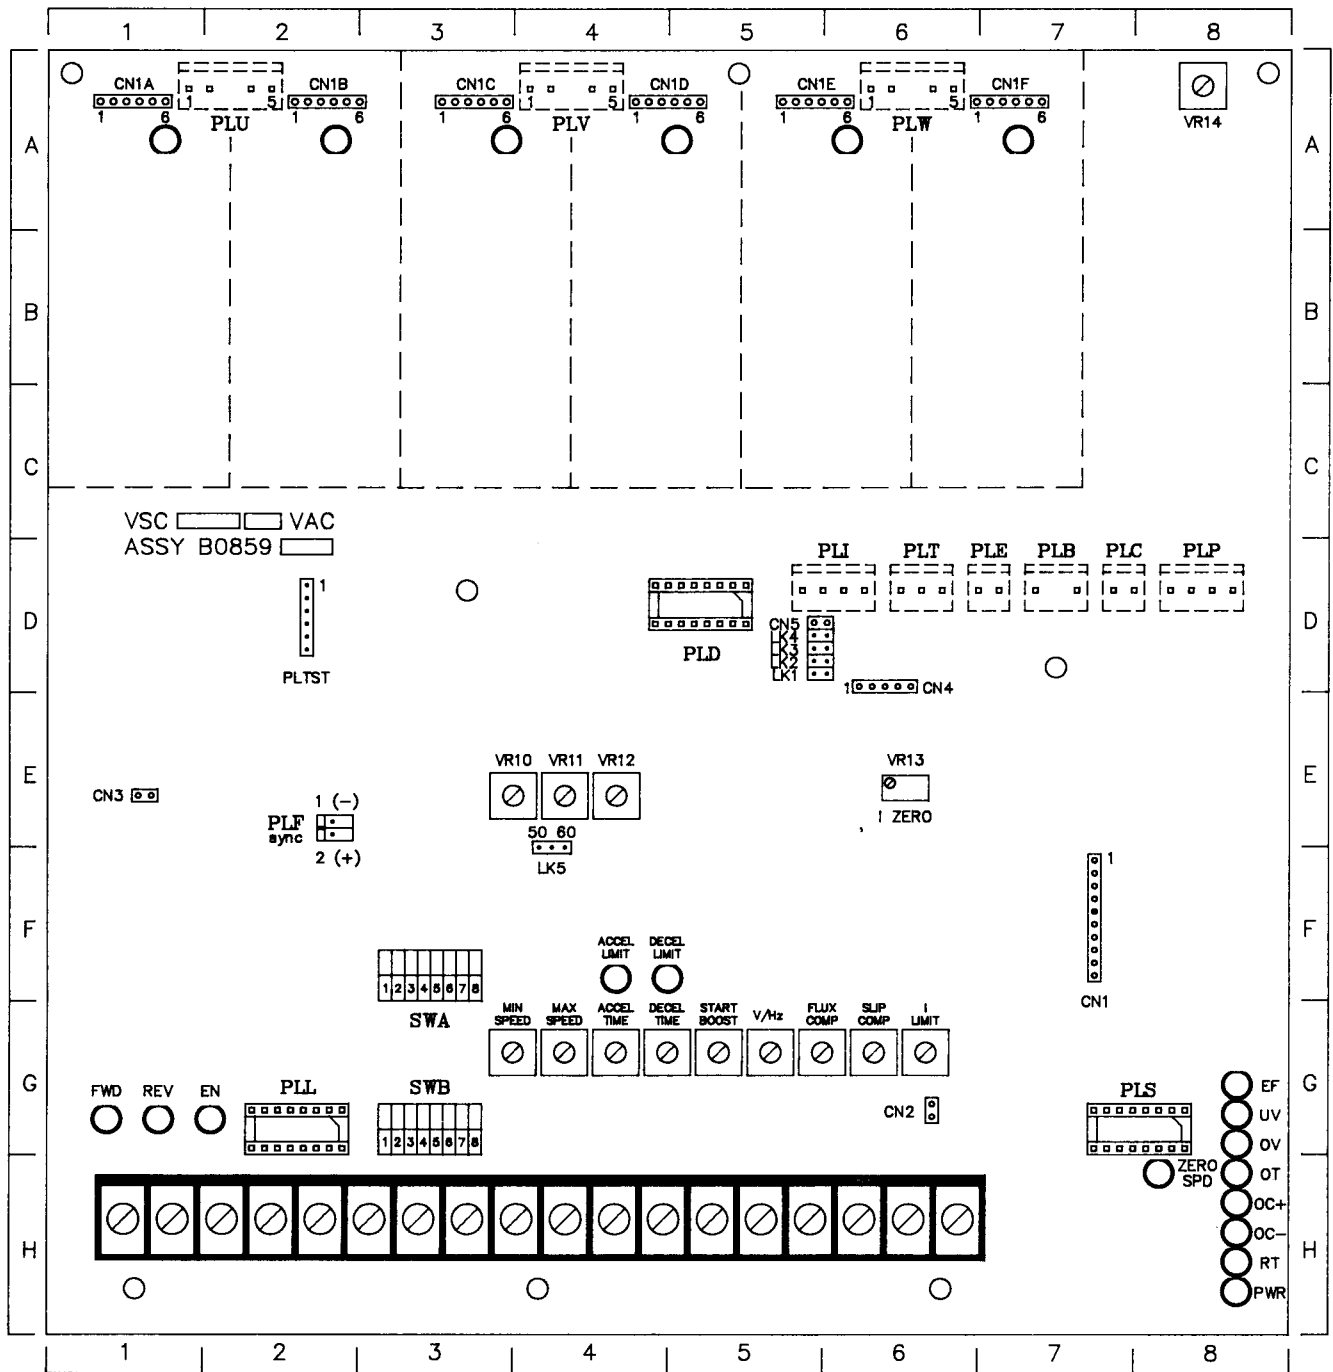 1 2 3 4 5 6 7 8
CN1A CN1B CN1C CN1D CN1E CN1F
1 5 1 5 1 5
1 6 1 6 1 6 1 6 1 6 1 6
PLU PLV PLW VR14
A A
B B
C C
VSC VAC
ASSY B0859
PLI PLT PLE PLB PLC PLP
1
D D
CN5
LK4
LK3
LK2
LK1
PLD
PLTST
1 CN4
VR10 VR11 VR12 VR13
E E
CN3
1 (-)
PLF
sync
2 (+)
I ZERO
50 60
LK5
1
F F
ACCEL LIMIT DECEL LIMIT
1 2 3 4 5 6 7 8
SWA
CN1
MIN SPEED MAX SPEED ACCEL TIME DECEL TIME START BOOST V/Hz FLUX COMP SLIP COMP I LIMIT
G G
FWD REV EN PLL SWB CN2 PLS
1 2 3 4 5 6 7 8
EF
UV
OV
ZERO SPD
OT
OC+
OC-
RT
PWR
H H
1 2 3 4 5 6 7 8